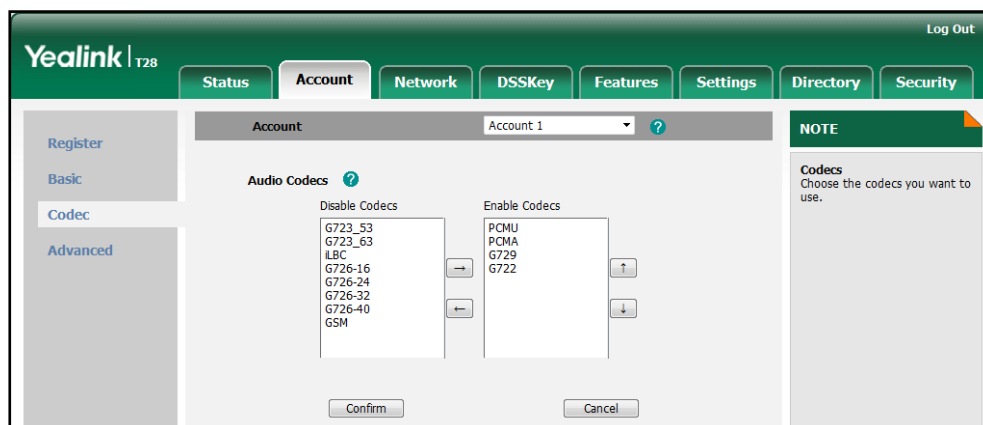 Log Out
Yealink T28
Status Account Network DSSKey Features Settings Directory Security
Register
Basic
Codec
Advanced
Account Account 1 ?
Audio Codecs ?
Disable Codecs
G723_53
G723_63
iLBC
G726-16
G726-24
G726-32
G726-40
GSM
→
←
Enable Codecs
PCMU
PCMA
G729
G722
↑
↓
Confirm Cancel
NOTE
Codecs
Choose the codecs you want to
use.